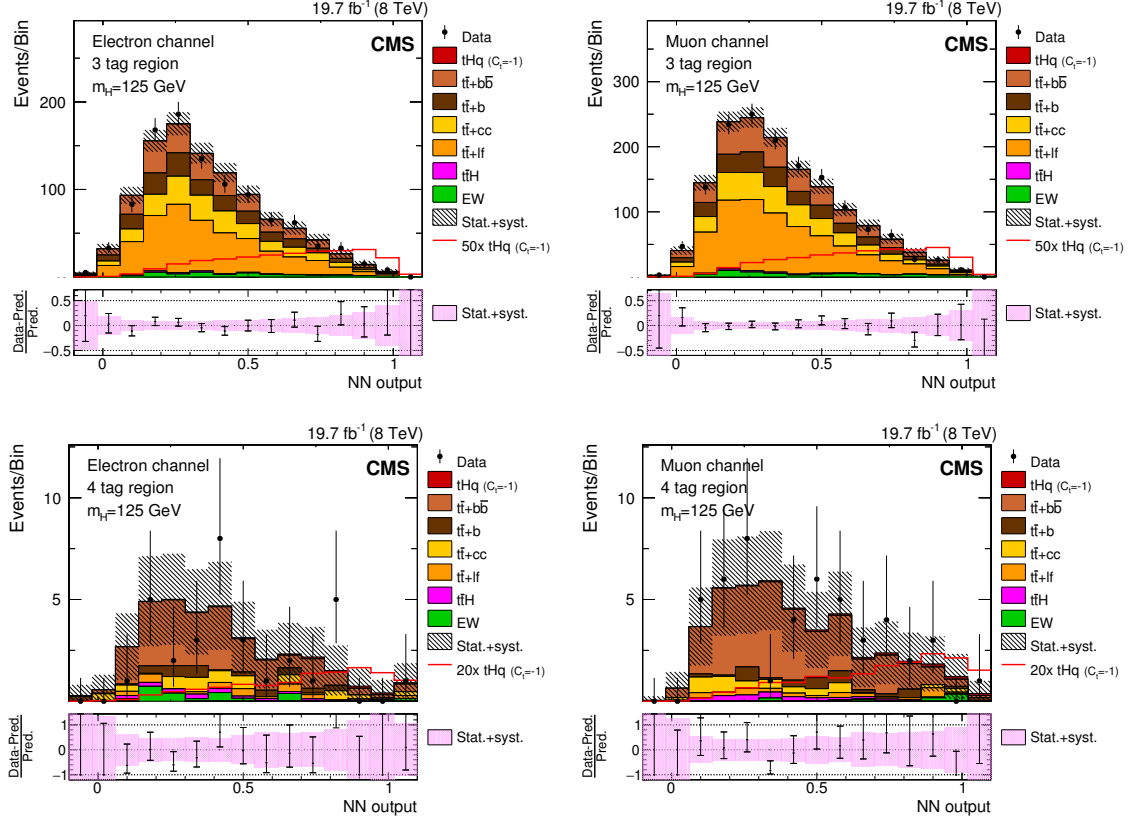 19.7 fb⁻¹ (8 TeV)
Events/Bin
Electron channel
3 tag region
m_H=125 GeV
CMS
200
100
Data
tHq (C_t=-1)
tt̄+bb̄
tt̄+b
tt̄+cc
tt̄+lf
tt̄H
EW
Stat.+syst.
50x tHq (C_t=-1)
Data-Pred
Pred.
0.5
0
−0.5
Stat.+syst.
0 0.5 1
NN output
19.7 fb⁻¹ (8 TeV)
Events/Bin
Muon channel
3 tag region
m_H=125 GeV
CMS
350
250
150
50
Data
tHq (C_t=-1)
tt̄+bb̄
tt̄+b
tt̄+cc
tt̄+lf
tt̄H
EW
Stat.+syst.
50x tHq (C_t=-1)
Data-Pred
Pred.
0.5
0
−0.5
Stat.+syst.
0 0.5 1
NN output
19.7 fb⁻¹ (8 TeV)
Events/Bin
Electron channel
4 tag region
m_H=125 GeV
CMS
10
5
Data
tHq (C_t=-1)
tt̄+bb̄
tt̄+b
tt̄+cc
tt̄+lf
tt̄H
EW
Stat.+syst.
20x tHq (C_t=-1)
Data-Pred
Pred.
1
0
−1
Stat.+syst.
0 0.5 1
NN output
19.7 fb⁻¹ (8 TeV)
Events/Bin
Muon channel
4 tag region
m_H=125 GeV
CMS
10
5
Data
tHq (C_t=-1)
tt̄+bb̄
tt̄+b
tt̄+cc
tt̄+lf
tt̄H
EW
Stat.+syst.
20x tHq (C_t=-1)
Data-Pred
Pred.
1
0
−1
Stat.+syst.
0 0.5 1
NN output